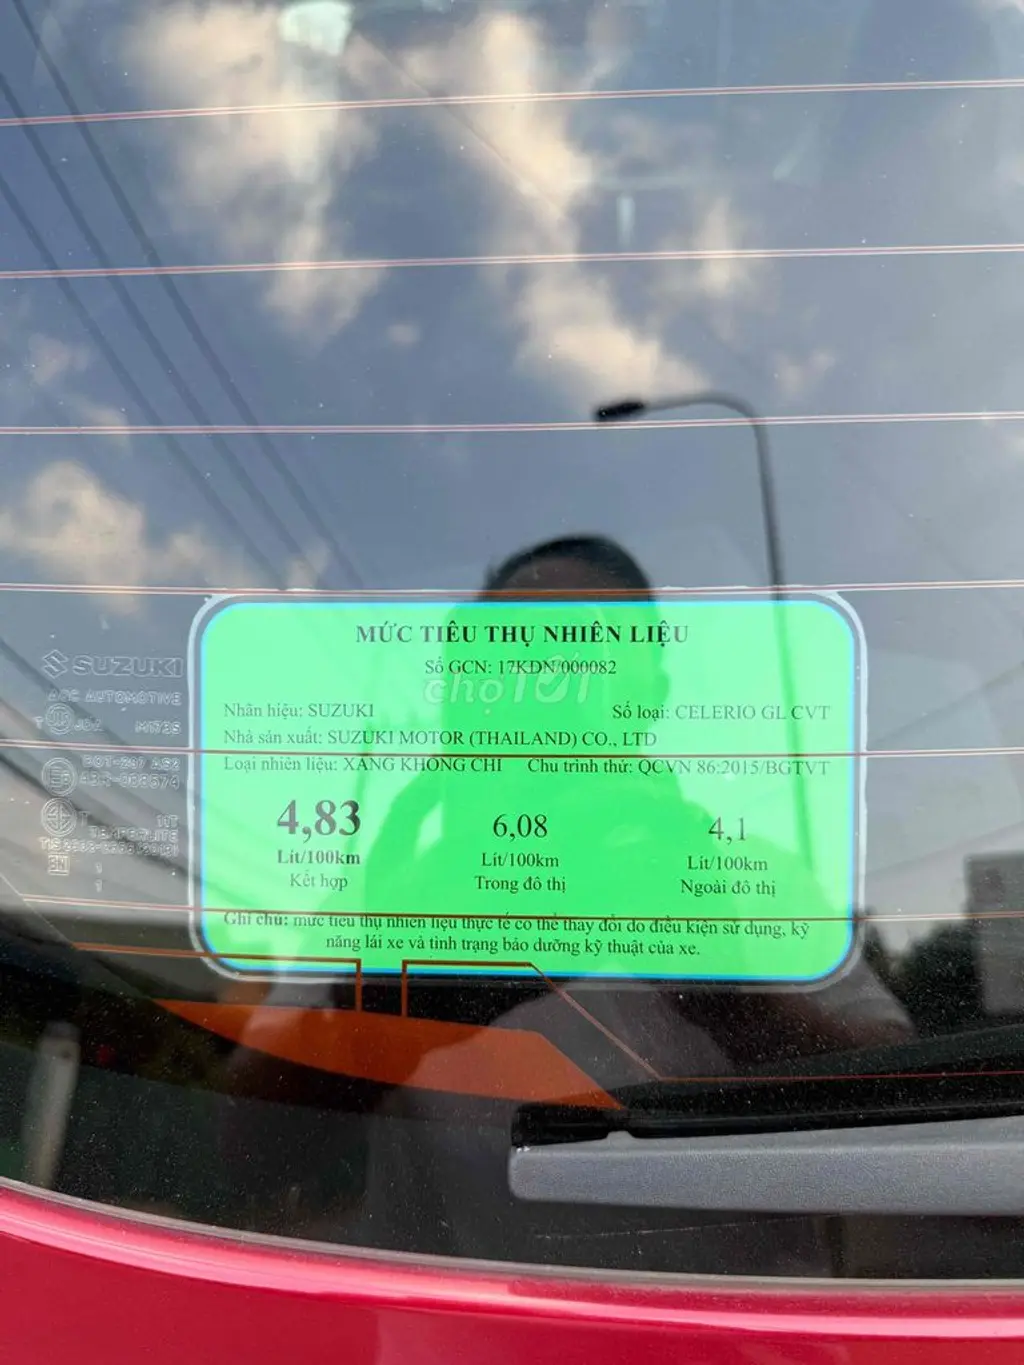 MỨC TIÊU THỤ NHIÊN LIỆU
Số GCN: 17KDN/000082
chợTỐT
Nhãn hiệu: SUZUKI Số loại: CELERIO GL CVT
Nhà sản xuất: SUZUKI MOTOR (THAILAND) CO., LTD
Loại nhiên liệu: XĂNG KHÔNG CHÌ Chu trình thử: QCVN 86:2015/BGTVT
4,83 6,08 4,1
Lít/100km Lít/100km Lít/100km
Kết hợp Trong đô thị Ngoài đô thị
Ghi chú: mức tiêu thụ nhiên liệu thực tế có thể thay đổi do điều kiện sử dụng, kỹ
năng lái xe và tình trạng bảo dưỡng kỹ thuật của xe.
SUZUKI
AGC AUTOMOTIVE
TEMPERLITE